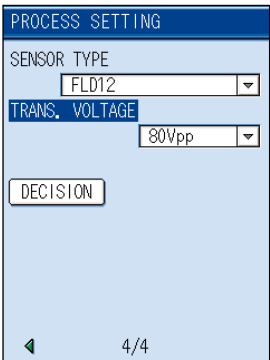 PROCESS SETTING
SENSOR TYPE
FLD12
TRANS. VOLTAGE
80Vpp
DECISION
4/4